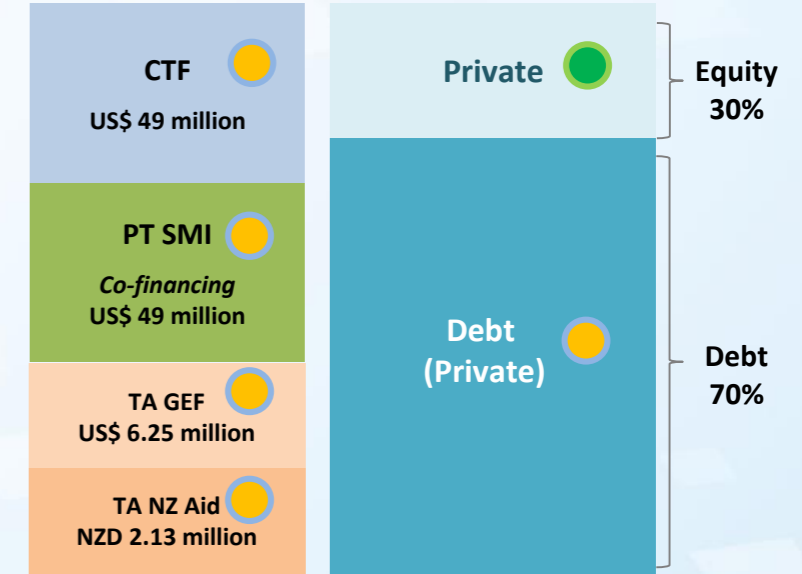 CTF
US$ 49 million
PT SMI
Co-financing
US$ 49 million
TA GEF
US$ 6.25 million
TA NZ Aid
NZD 2.13 million
Private
Debt
(Private)
Equity
30%
Debt
70%